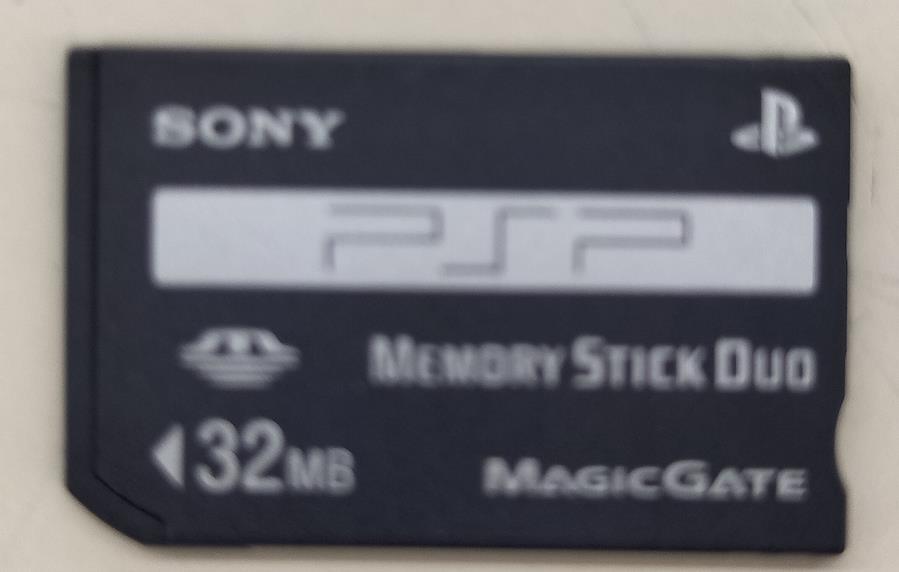 SONY
PSP
MEMORY STICK DUO
32MB
MAGICGATE